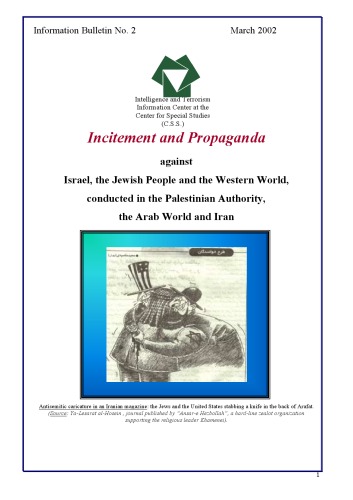 Information Bulletin No. 2 March 2002
Intelligence and Terrorism
Information Center at the
Center for Special Studies
(C.S.S.)
Incitement and Propaganda
against
Israel, the Jewish People and the Western World,
conducted in the Palestinian Authority,
the Arab World and Iran
Antisemitic caricature in an Iranian magazine: the Jews and the United States stabbing a knife in the back of Arafat.
(Source: Ya-Lesarat al-Hosein, journal published by "Ansar-e Hezbollah", a hard-line zealot organization
supporting the religious leader Khamenei).
1